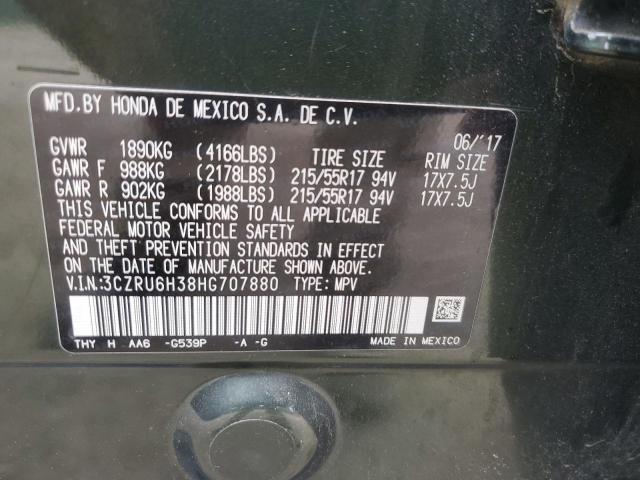 MFD.BY HONDA DE MEXICO S.A. DE C.V.
06/'17
GVWR 1890KG (4166LBS) TIRE SIZE RIM SIZE
GAWR F 988KG (2178LBS) 215/55R17 94V 17X7.5J
GAWR R 902KG (1988LBS) 215/55R17 94V 17X7.5J
THIS VEHICLE CONFORMS TO ALL APPLICABLE
FEDERAL MOTOR VEHICLE SAFETY
AND THEFT PREVENTION STANDARDS IN EFFECT
ON THE DATE OF MANUFACTURE SHOWN ABOVE.
V.I.N:3CZRU6H38HG707880 TYPE: MPV
THY H AA6 -G539P -A -G MADE IN MEXICO